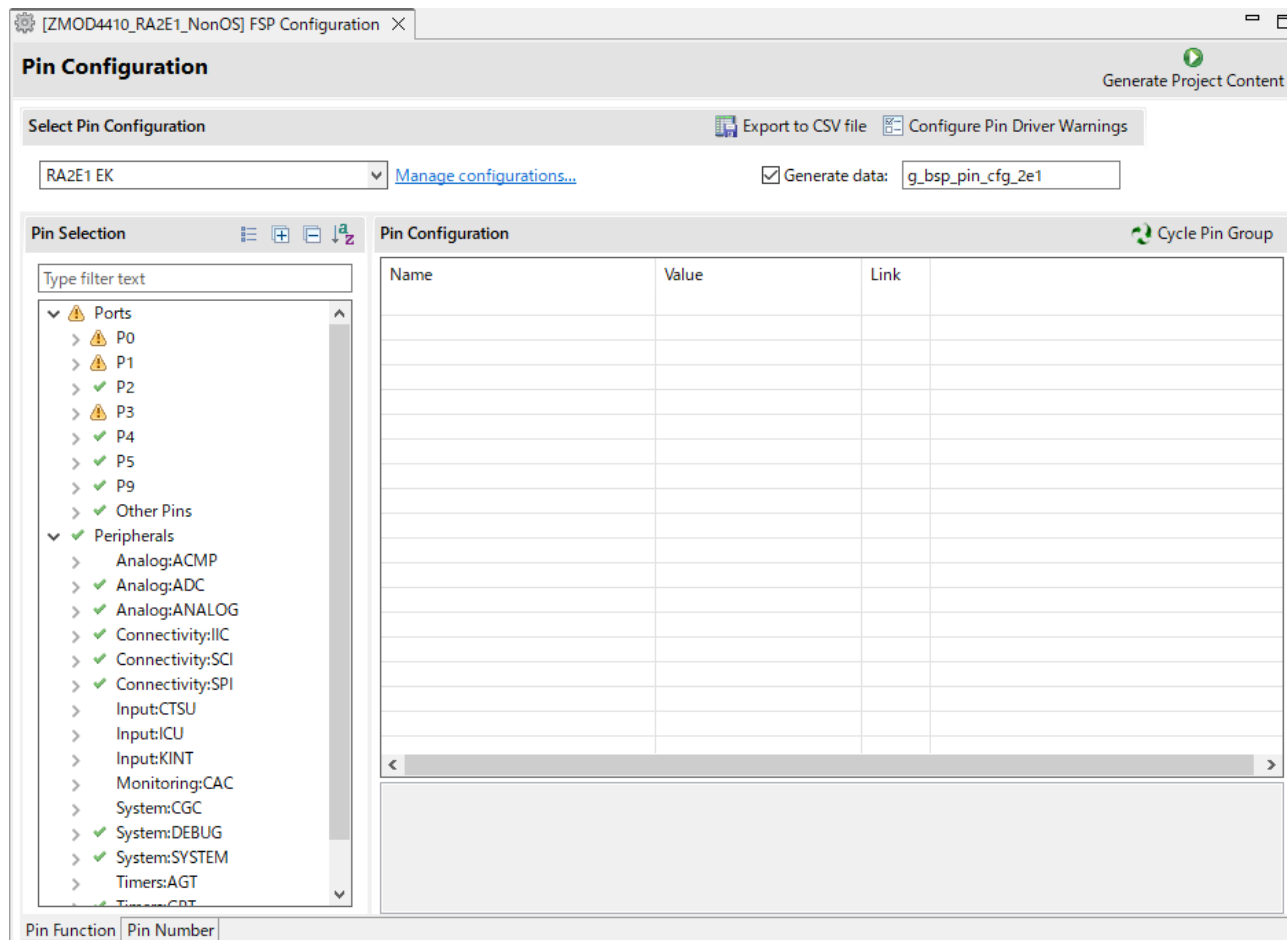 [ZMOD4410_RA2E1_NonOS] FSP Configuration
Pin Configuration
Generate Project Content
Select Pin Configuration
Export to CSV file
Configure Pin Driver Warnings
RA2E1 EK
Manage configurations...
Generate data:
g_bsp_pin_cfg_2e1
Pin Selection
Pin Configuration
Cycle Pin Group
Type filter text
Name Value Link
Ports
P0
P1
P2
P3
P4
P5
P9
Other Pins
Peripherals
Analog:ACMP
Analog:ADC
Analog:ANALOG
Connectivity:IIC
Connectivity:SCI
Connectivity:SPI
Input:CTSU
Input:ICU
Input:KINT
Monitoring:CAC
System:CGC
System:DEBUG
System:SYSTEM
Timers:AGT
Timers:GPT
Pin Function Pin Number